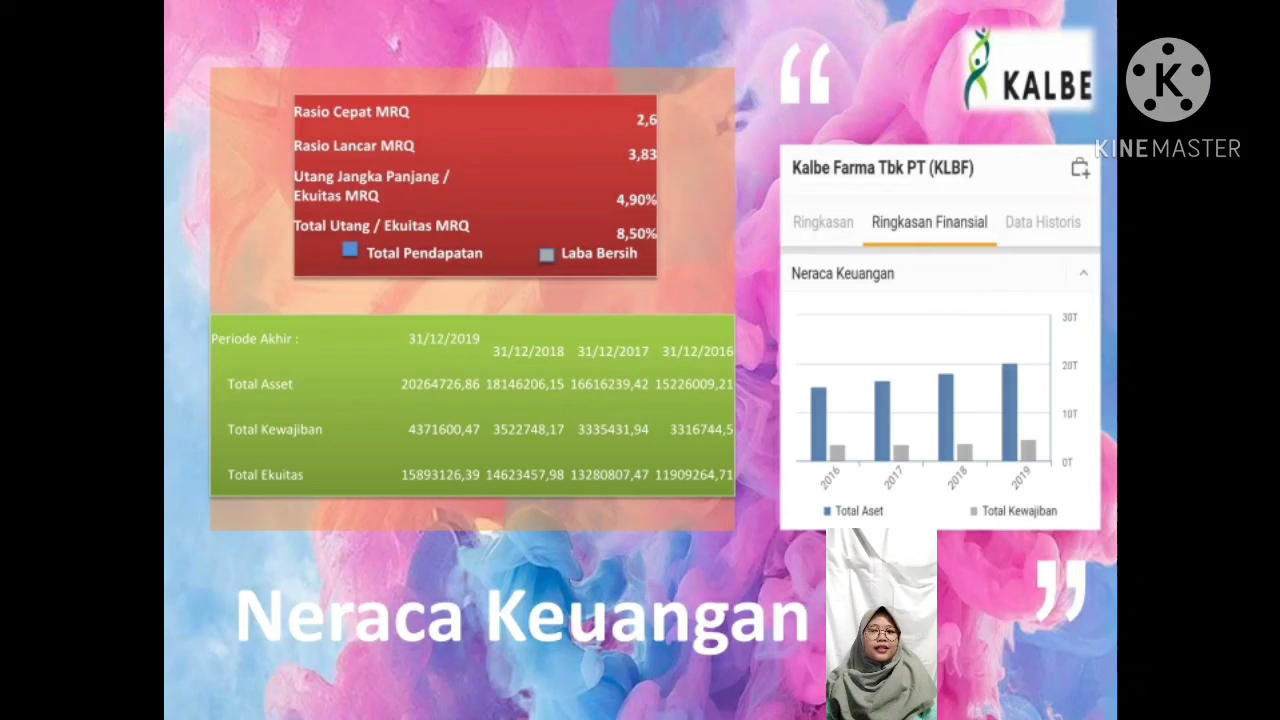 Rasio Cepat MRQ 2,6
Rasio Lancar MRQ 3,83
Utang Jangka Panjang /
Ekuitas MRQ 4,90%
Total Utang / Ekuitas MRQ 8,50%
Total Pendapatan Laba Bersih
Periode Akhir : 31/12/2019 31/12/2018 31/12/2017 31/12/2016
Total Asset 20264726,86 18146206,15 16616239,42 15226009,21
Total Kewajiban 4371600,47 3522748,17 3335431,94 3316744,5
Total Ekuitas 15893126,39 14623457,98 13280807,47 11909264,71
Neraca Keuangan
“
KALBE
K
KINEMASTER
Kalbe Farma Tbk PT (KLBF)
Ringkasan Ringkasan Finansial Data Historis
Neraca Keuangan
30T
20T
10T
0T
2016 2017 2018 2019
Total Aset Total Kewajiban
”